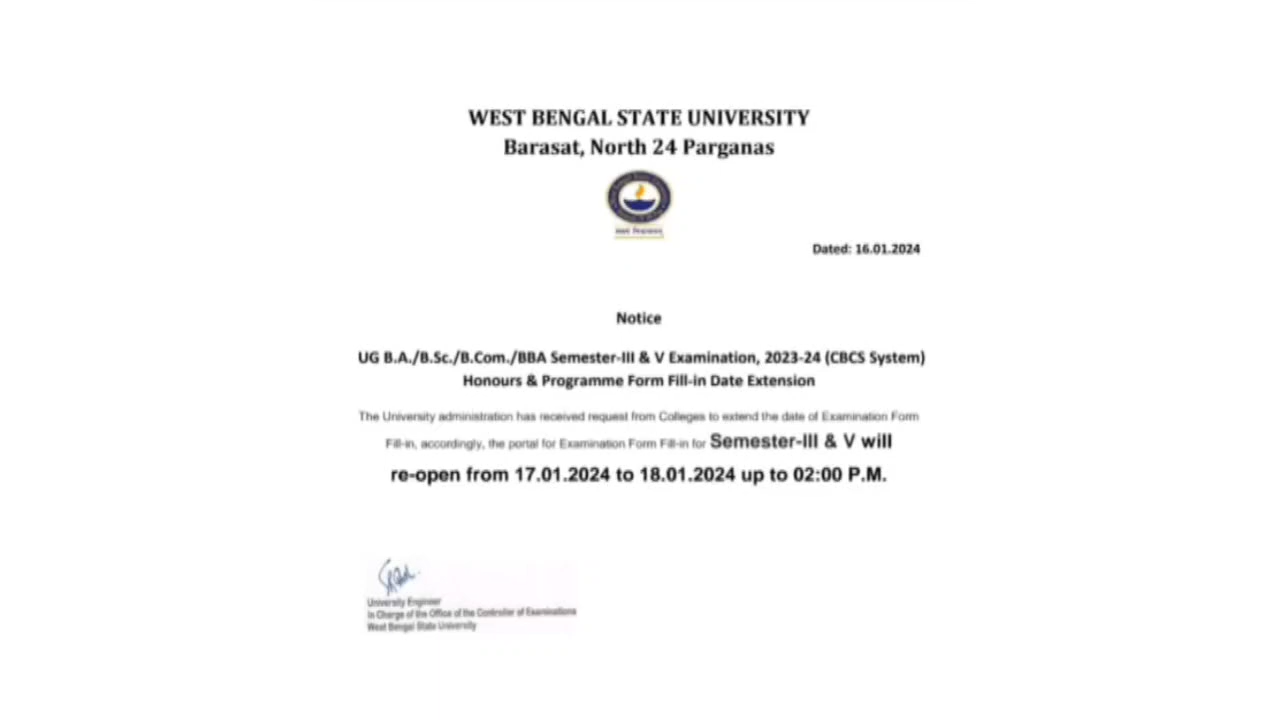 WEST BENGAL STATE UNIVERSITY
Barasat, North 24 Parganas
Dated: 16.01.2024
Notice
UG B.A./B.Sc./B.Com./BBA Semester-III & V Examination, 2023-24 (CBCS System)
Honours & Programme Form Fill-in Date Extension
The University administration has received request from Colleges to extend the date of Examination Form
Fill-in, accordingly, the portal for Examination Form Fill-in for Semester-III & V will
re-open from 17.01.2024 to 18.01.2024 up to 02:00 P.M.
University Engineer
In Charge of the Office of the Controller of Examinations
West Bengal State University